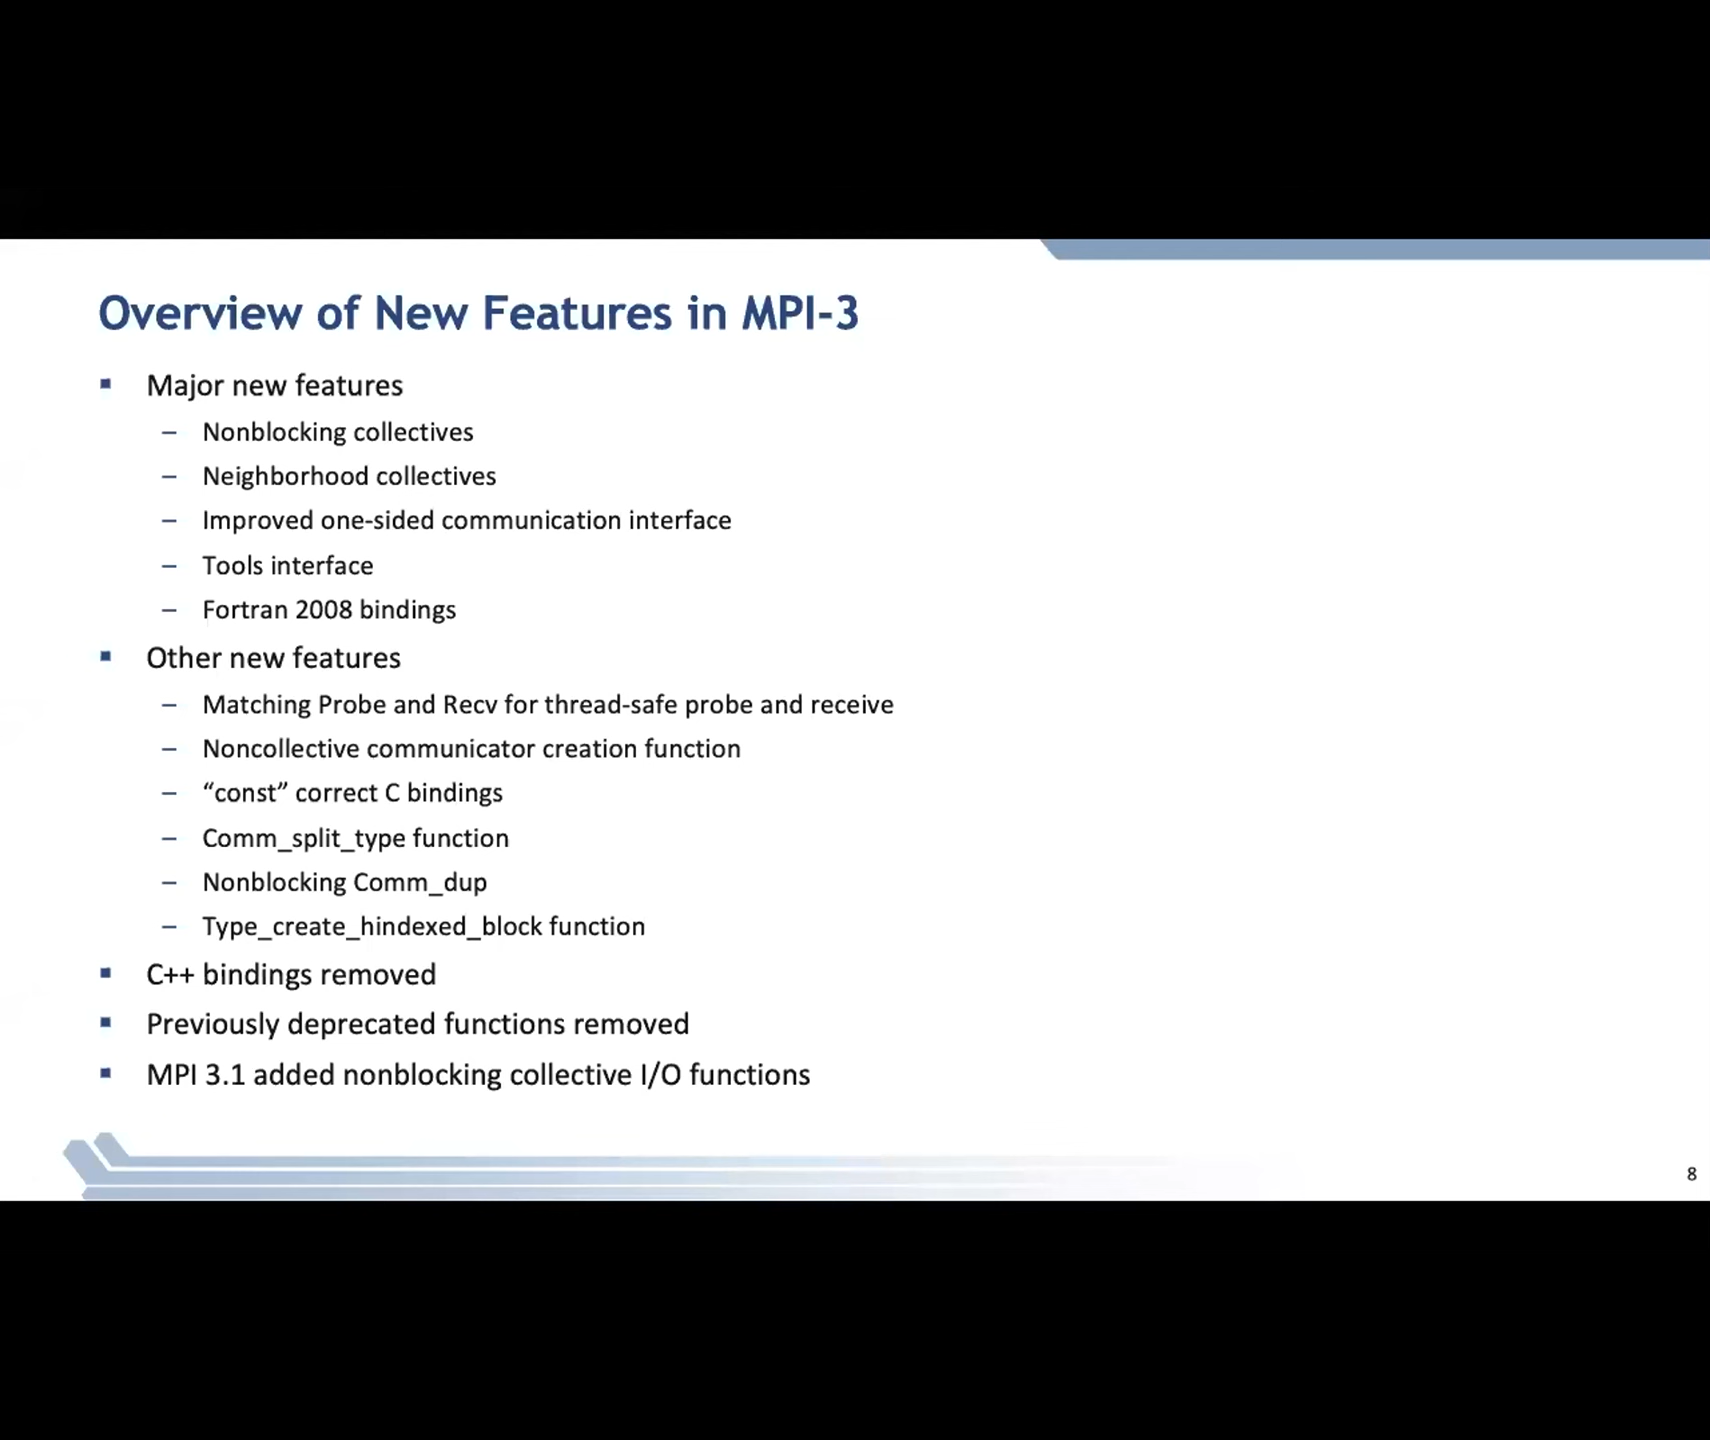 Overview of New Features in MPI-3
▪ Major new features
– Nonblocking collectives
– Neighborhood collectives
– Improved one-sided communication interface
– Tools interface
– Fortran 2008 bindings
▪ Other new features
– Matching Probe and Recv for thread-safe probe and receive
– Noncollective communicator creation function
– “const” correct C bindings
– Comm_split_type function
– Nonblocking Comm_dup
– Type_create_hindexed_block function
▪ C++ bindings removed
▪ Previously deprecated functions removed
▪ MPI 3.1 added nonblocking collective I/O functions
8